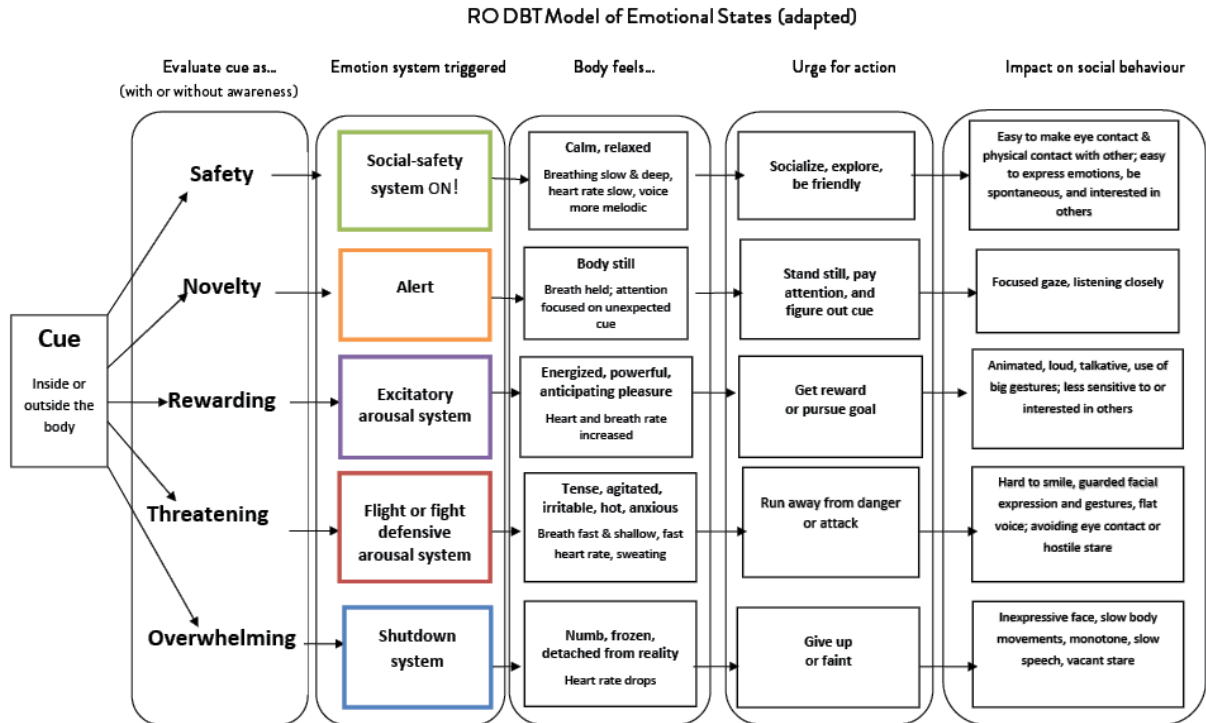 RO DBT Model of Emotional States (adapted)
Evaluate cue as...
(with or without awareness)
Emotion system triggered
Body feels...
Urge for action
Impact on social behaviour
Cue
Inside or
outside the
body
Safety
Social-safety
system ON!
Calm, relaxed
Breathing slow & deep,
heart rate slow, voice
more melodic
Socialize, explore,
be friendly
Easy to make eye contact &
physical contact with other; easy
to express emotions, be
spontaneous, and interested in
others
Novelty
Alert
Body still
Breath held; attention
focused on unexpected
cue
Stand still, pay
attention, and
figure out cue
Focused gaze, listening closely
Rewarding
Excitatory
arousal system
Energized, powerful,
anticipating pleasure
Heart and breath rate
increased
Get reward
or pursue goal
Animated, loud, talkative, use of
big gestures; less sensitive to or
interested in others
Threatening
Flight or fight
defensive
arousal system
Tense, agitated,
irritable, hot, anxious
Breath fast & shallow, fast
heart rate, sweating
Run away from danger
or attack
Hard to smile, guarded facial
expression and gestures, flat
voice; avoiding eye contact or
hostile stare
Overwhelming
Shutdown
system
Numb, frozen,
detached from reality
Heart rate drops
Give up
or faint
Inexpressive face, slow body
movements, monotone, slow
speech, vacant stare